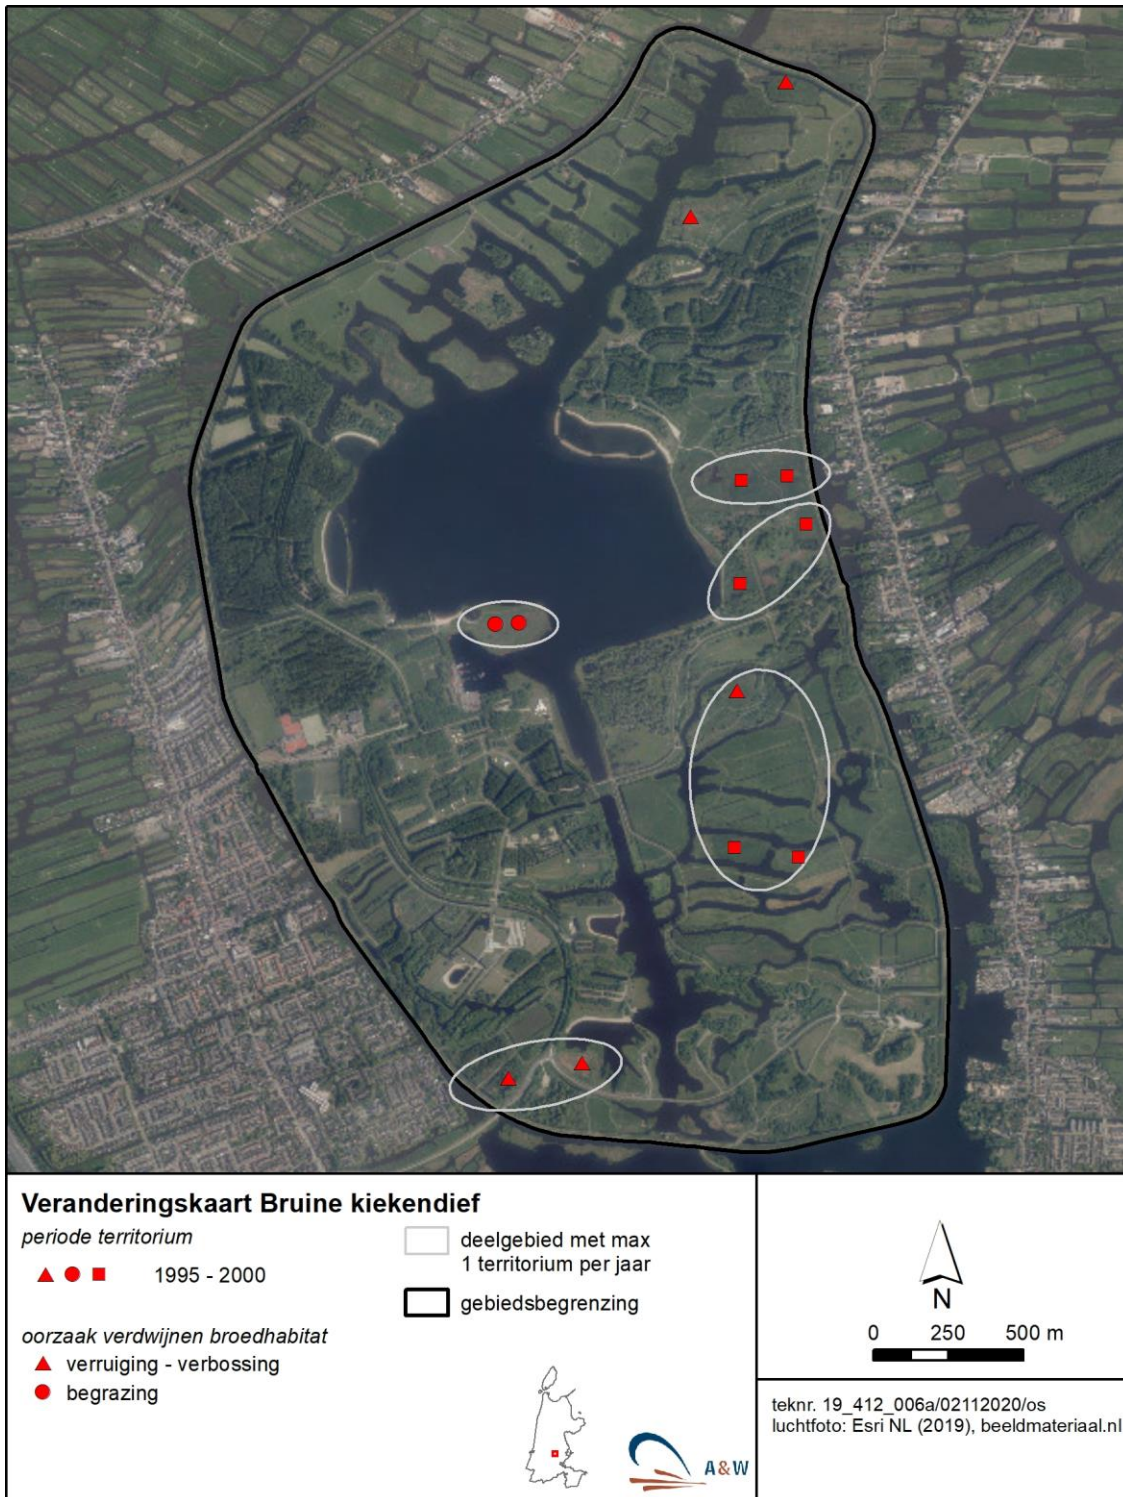 Veranderingskaart Bruine kiekendief
periode territorium
1995 - 2000
oorzaak verdwijnen broedhabitat
verruiging - verbossing
begrazing
deelgebied met max
1 territorium per jaar
gebiedsbegrenzing
A&W
N
0 250 500 m
teknr. 19_412_006a/02112020/os
luchtfoto: Esri NL (2019), beeldmateriaal.nl